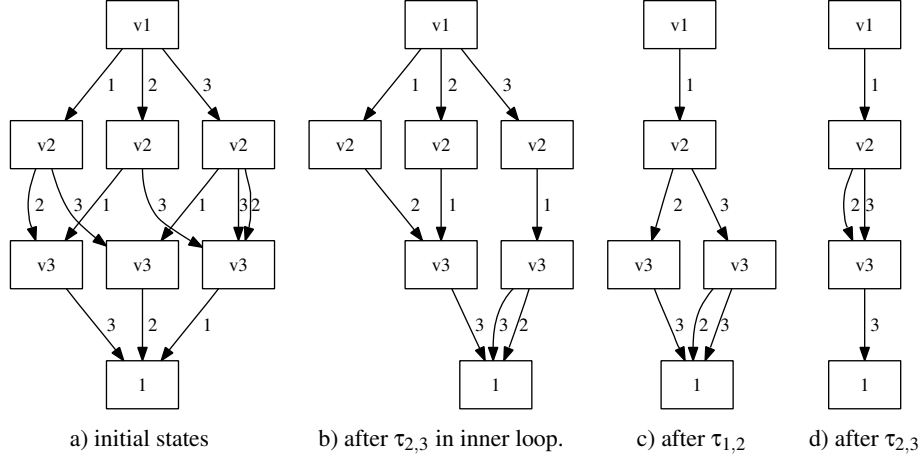 v1 v1 v1 v1
1 2 3 1 2 3 1 1
v2 v2 v2 v2 v2 v2 v2 v2
2 3 1 3 1 3 2 2 1 1 2 3 2 3
v3 v3 v3 v3 v3 v3 v3 v3
3 2 1 3 3 2 3 2 3 3
1 1 1 1
a) initial states b) after τ2,3 in inner loop. c) after τ1,2 d) after τ2,3